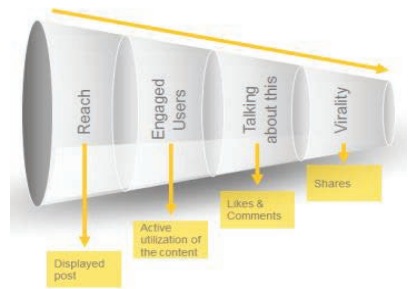 Reach
Engaged
Users
Talking
about this
Virality
Displayed
post
Active
utilization of
the content
Likes &
Comments
Shares